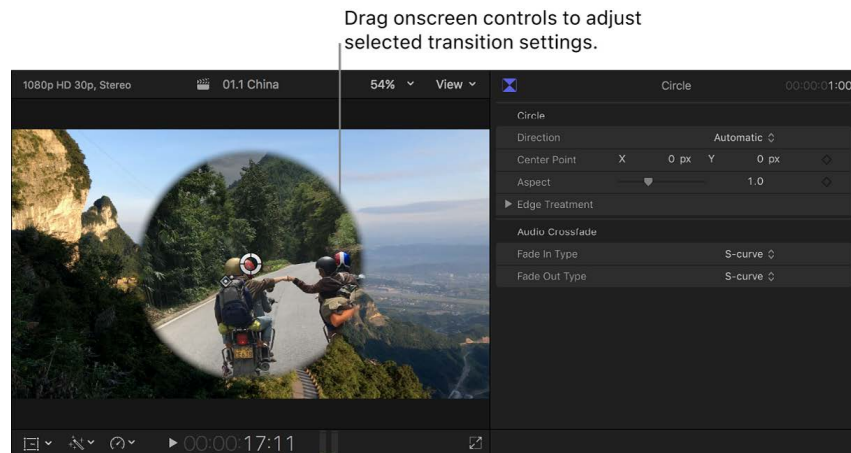 Drag onscreen controls to adjust
selected transition settings.
1080p HD 30p, Stereo 01.1 China 54% View
Circle 00:00:01:00
Circle
Direction Automatic
Center Point X 0 px Y 0 px
Aspect 1.0
Edge Treatment
Audio Crossfade
Fade In Type S-curve
Fade Out Type S-curve
00:00:17:11